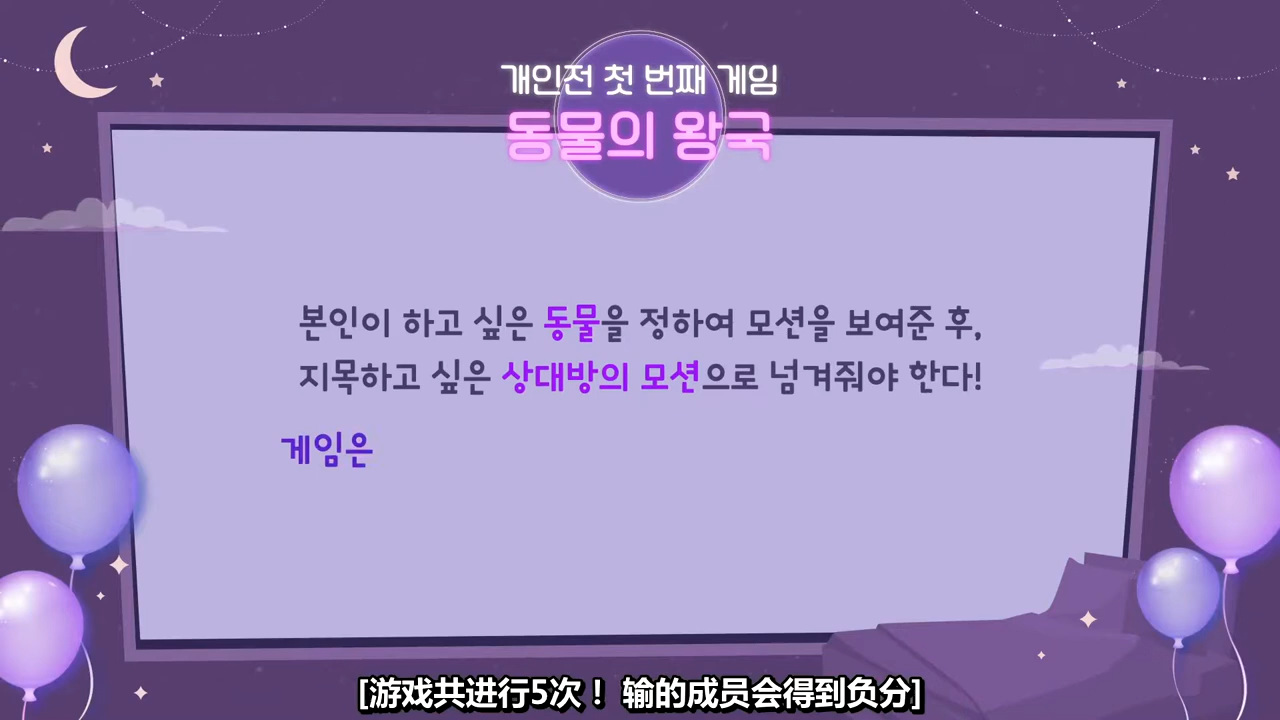 개인전 첫 번째 게임
동물의 왕국
본인이 하고 싶은 동물을 정하여 모션을 보여준 후,
지목하고 싶은 상대방의 모션으로 넘겨줘야 한다!
게임은
[游戏共进行5次！ 输的成员会得到负分]